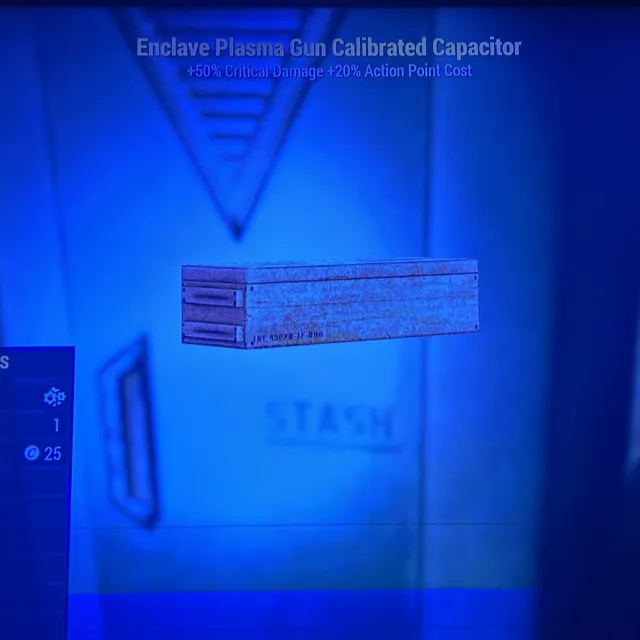 Enclave Plasma Gun Calibrated Capacitor
+50% Critical Damage +20% Action Point Cost
S
1
25
STASH